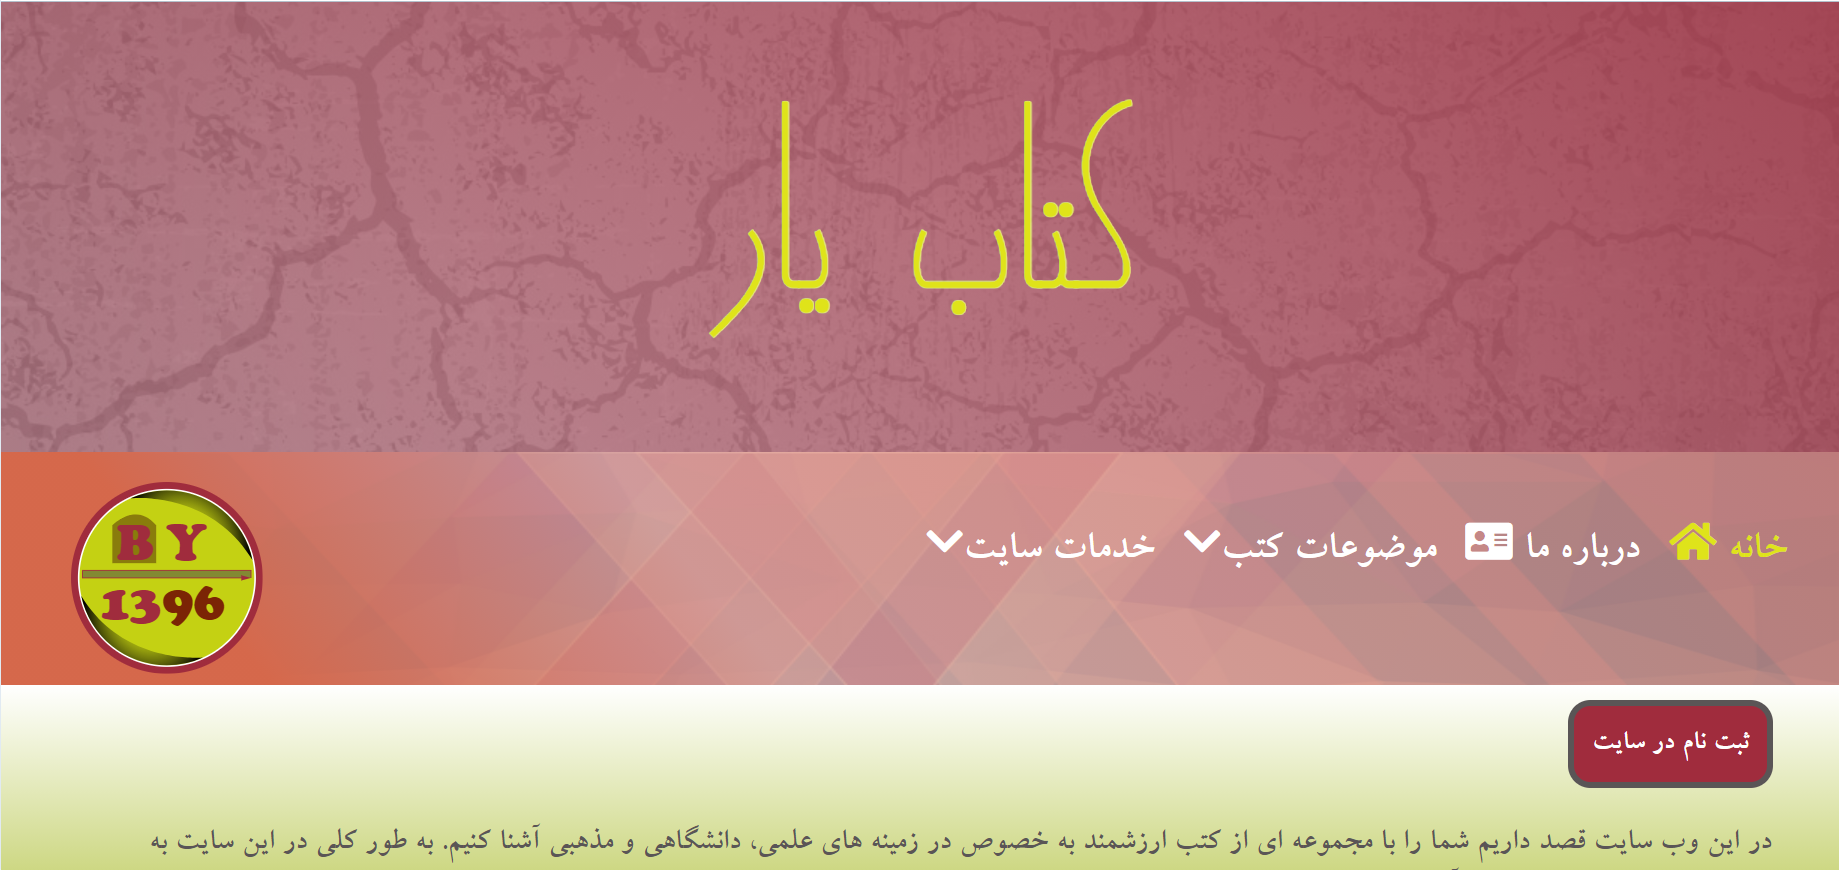 کتاب یار
خانه درباره ما موضوعات کتب خدمات سایت
BY
1396
ثبت نام در سایت
در این وب سایت قصد داریم شما را با مجموعه ای از کتب ارزشمند به خصوص در زمینه های علمی، دانشگاهی و مذهبی آشنا کنیم. به طور کلی در این سایت به